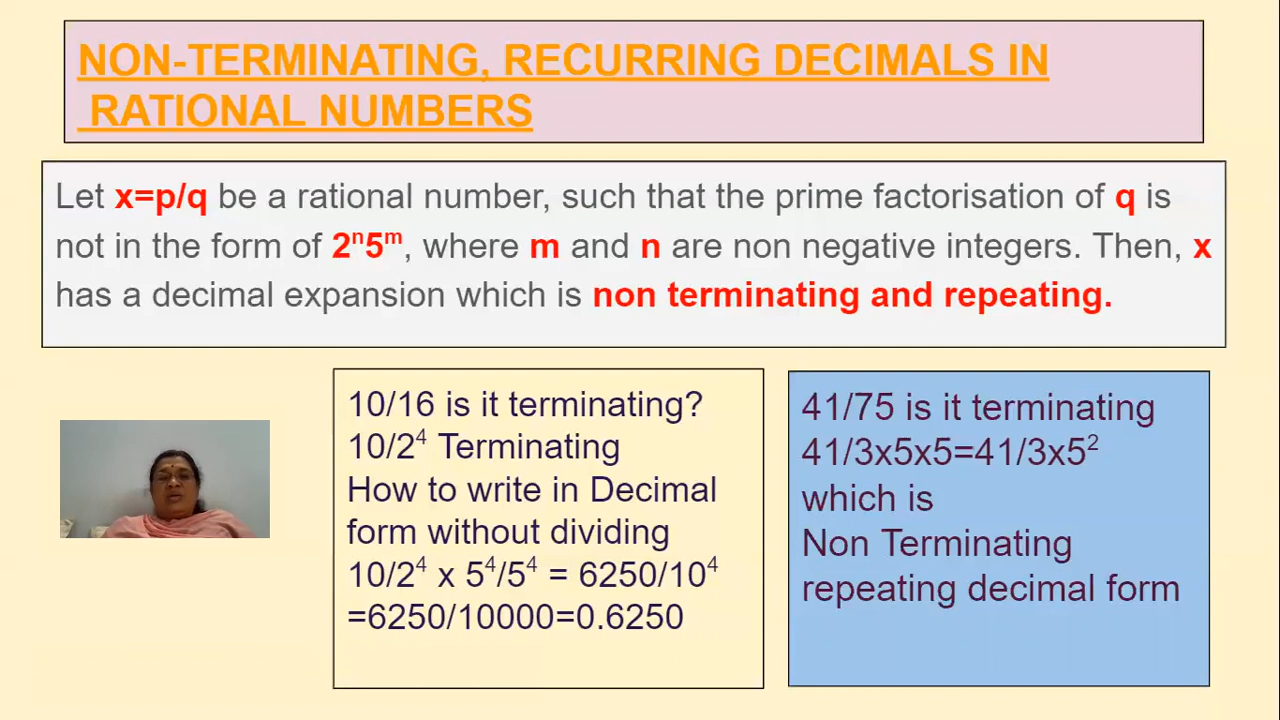 NON-TERMINATING, RECURRING DECIMALS IN
RATIONAL NUMBERS
Let x=p/q be a rational number, such that the prime factorisation of q is
not in the form of 2ⁿ5ᵐ, where m and n are non negative integers. Then, x
has a decimal expansion which is non terminating and repeating.
10/16 is it terminating?
10/2⁴ Terminating
How to write in Decimal
form without dividing
10/2⁴ x 5⁴/5⁴ = 6250/10⁴
=6250/10000=0.6250
41/75 is it terminating
41/3x5x5=41/3x5²
which is
Non Terminating
repeating decimal form